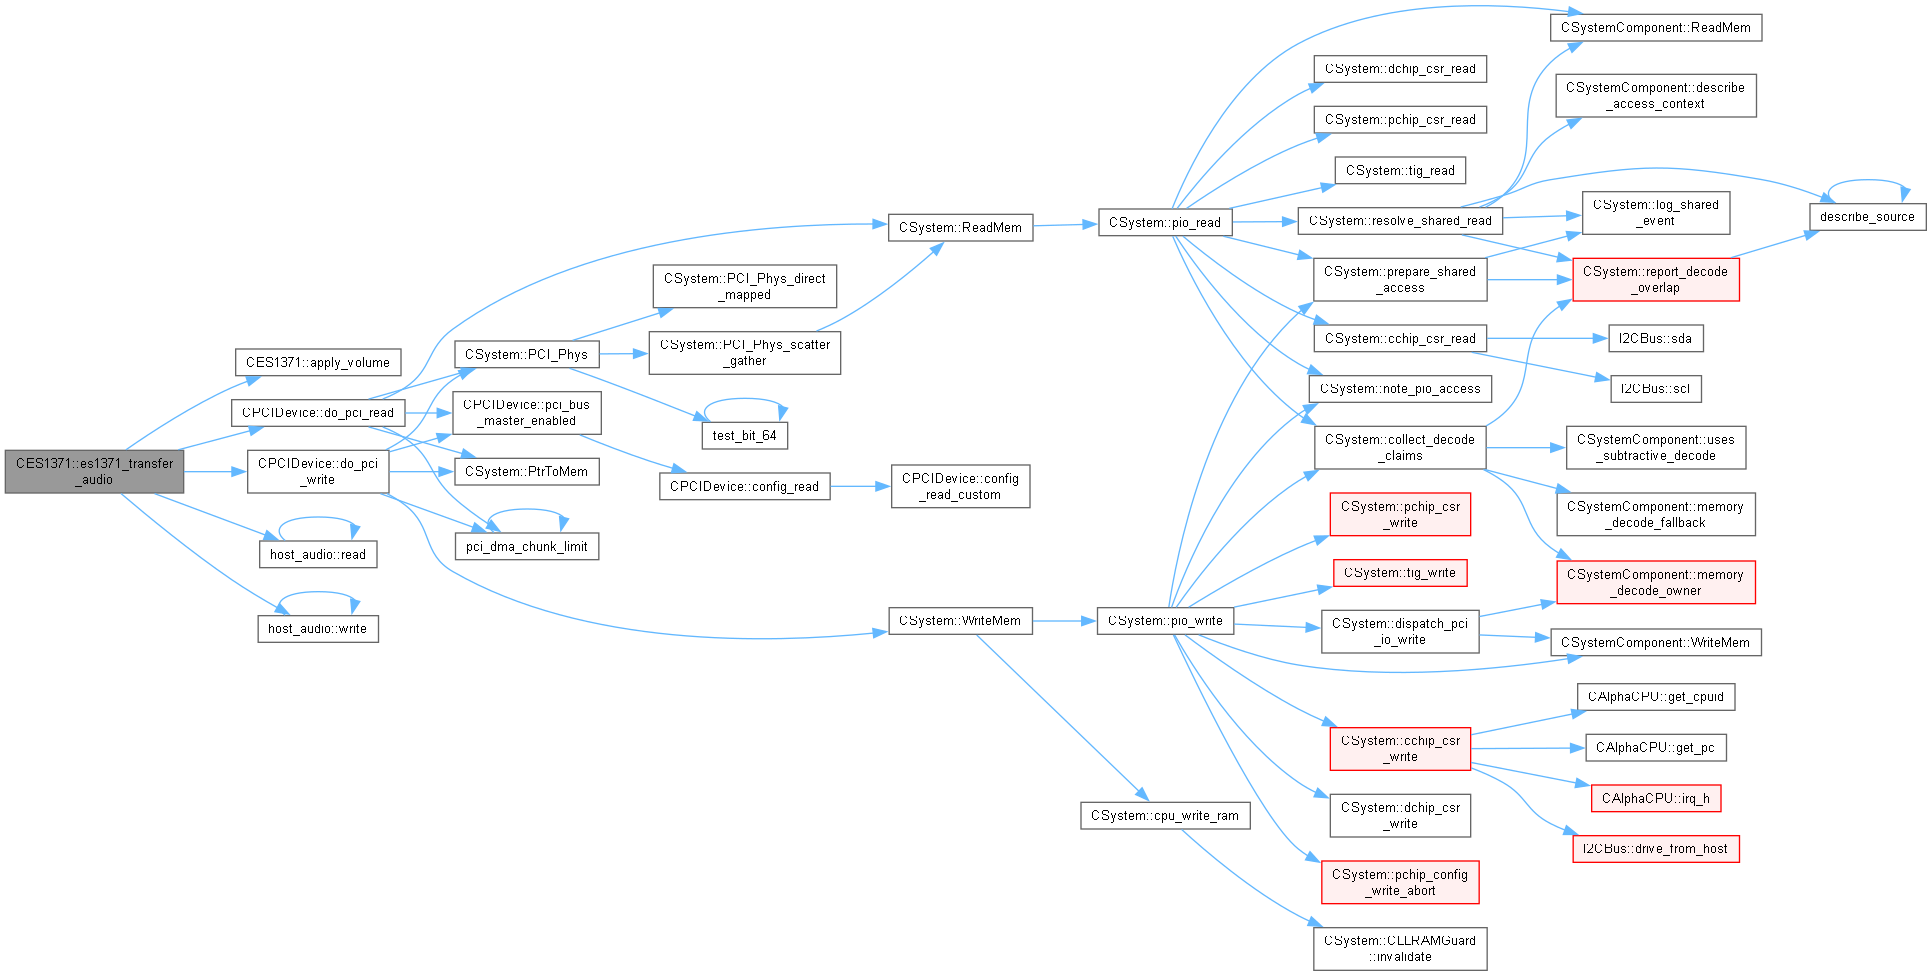 CES1371::es1371_transfer
_audio
CES1371::apply_volume
CPCIDevice::do_pci_read
CPCIDevice::do_pci
_write
host_audio::read
host_audio::write
CSystem::PCI_Phys
CPCIDevice::pci_bus
_master_enabled
CSystem::PtrToMem
pci_dma_chunk_limit
CSystem::PCI_Phys_direct
_mapped
CSystem::PCI_Phys_scatter
_gather
test_bit_64
CPCIDevice::config_read
CSystem::ReadMem
CPCIDevice::config
_read_custom
CSystem::WriteMem
CSystem::pio_read
CSystem::pio_write
CSystem::cpu_write_ram
CSystem::dchip_csr_read
CSystem::pchip_csr_read
CSystem::tig_read
CSystem::resolve_shared_read
CSystem::prepare_shared
_access
CSystem::cchip_csr_read
CSystem::note_pio_access
CSystem::collect_decode
_claims
CSystem::pchip_csr
_write
CSystem::tig_write
CSystem::dispatch_pci
_io_write
CSystem::cchip_csr
_write
CSystem::dchip_csr
_write
CSystem::pchip_config
_write_abort
CSystem::CLLRAMGuard
::invalidate
CSystemComponent::ReadMem
CSystemComponent::describe
_access_context
CSystem::log_shared
_event
CSystem::report_decode
_overlap
I2CBus::sda
I2CBus::scl
CSystemComponent::uses
_subtractive_decode
CSystemComponent::memory
_decode_fallback
CSystemComponent::memory
_decode_owner
CSystemComponent::WriteMem
CAlphaCPU::get_cpuid
CAlphaCPU::get_pc
CAlphaCPU::irq_h
I2CBus::drive_from_host
describe_source